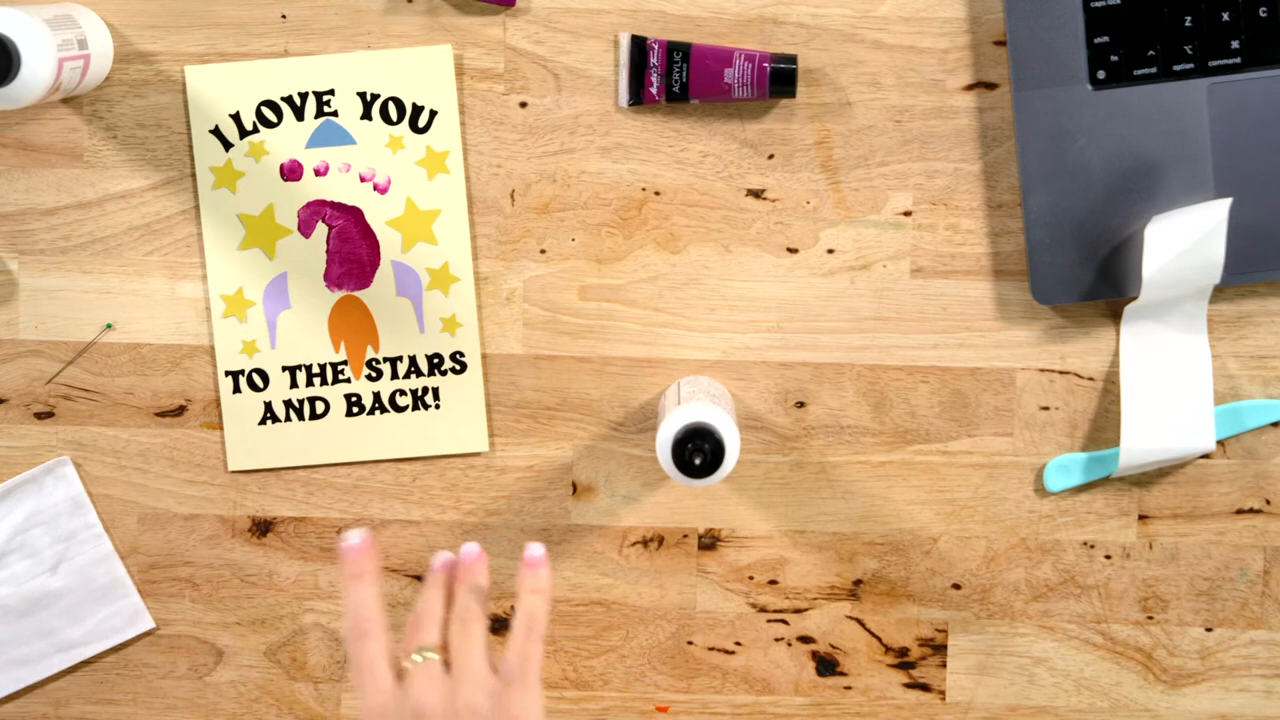 I LOVE YOU
TO THE STARS
AND BACK!
ACRYLIC
caps lock
Z
X
C
shift
fn
control
option
command